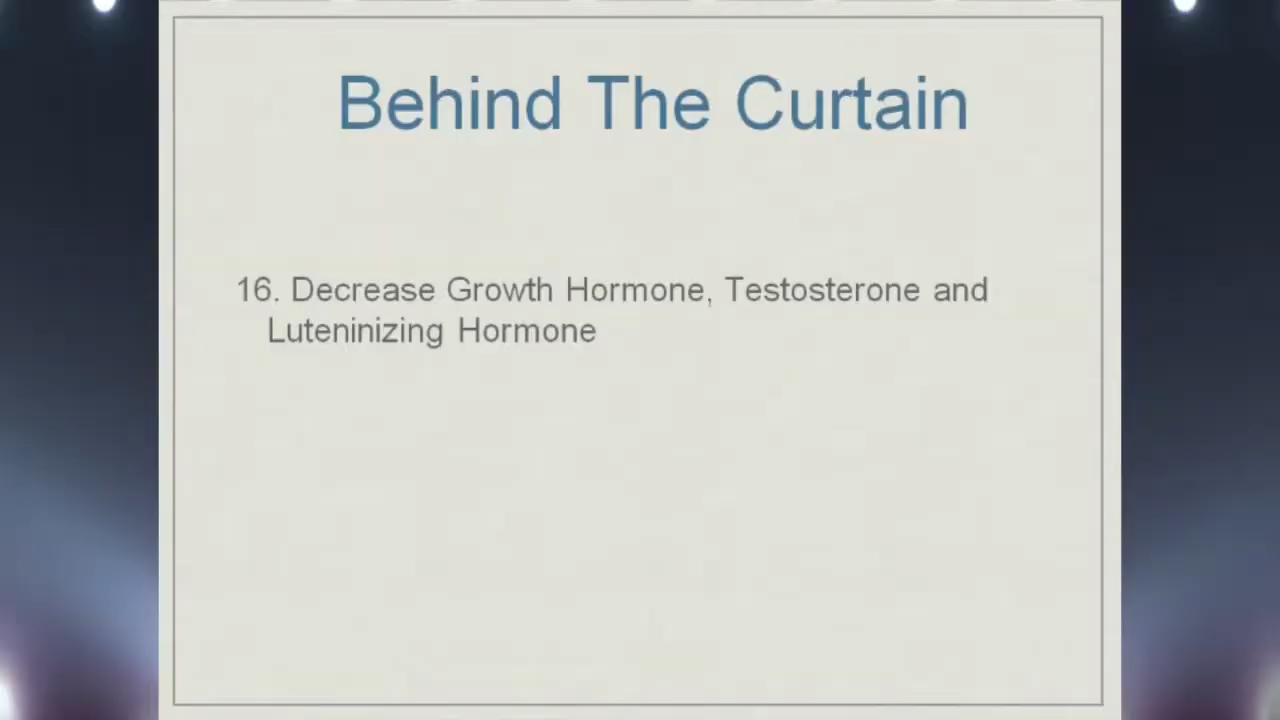 Behind The Curtain
16. Decrease Growth Hormone, Testosterone and
Luteninizing Hormone